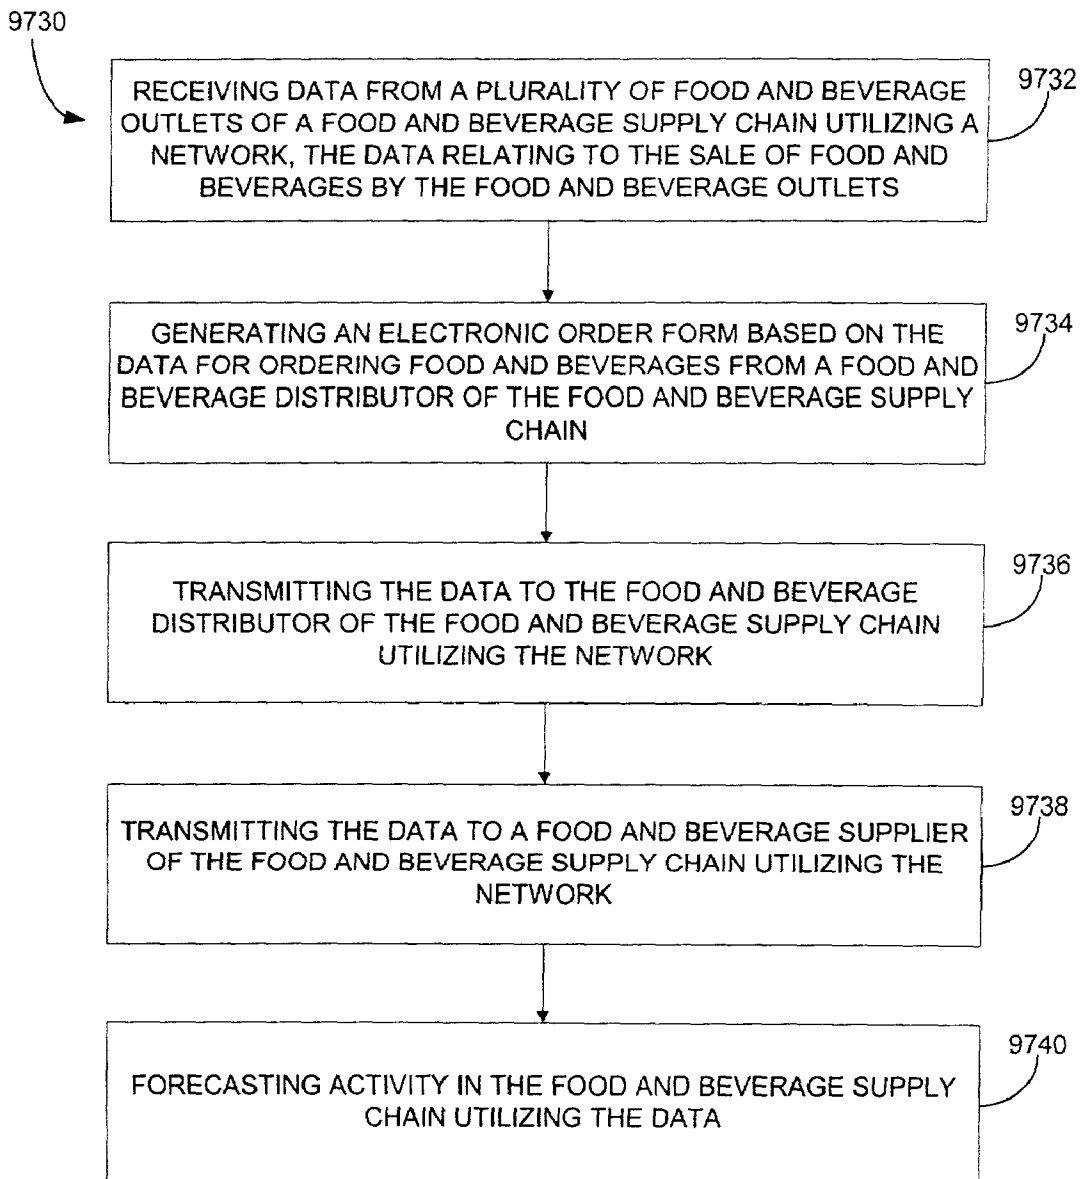 9730
9732
RECEIVING DATA FROM A PLURALITY OF FOOD AND BEVERAGE
OUTLETS OF A FOOD AND BEVERAGE SUPPLY CHAIN UTILIZING A
NETWORK, THE DATA RELATING TO THE SALE OF FOOD AND
BEVERAGES BY THE FOOD AND BEVERAGE OUTLETS
9734
GENERATING AN ELECTRONIC ORDER FORM BASED ON THE
DATA FOR ORDERING FOOD AND BEVERAGES FROM A FOOD AND
BEVERAGE DISTRIBUTOR OF THE FOOD AND BEVERAGE SUPPLY
CHAIN
9736
TRANSMITTING THE DATA TO THE FOOD AND BEVERAGE
DISTRIBUTOR OF THE FOOD AND BEVERAGE SUPPLY CHAIN
UTILIZING THE NETWORK
9738
TRANSMITTING THE DATA TO A FOOD AND BEVERAGE SUPPLIER
OF THE FOOD AND BEVERAGE SUPPLY CHAIN UTILIZING THE
NETWORK
9740
FORECASTING ACTIVITY IN THE FOOD AND BEVERAGE SUPPLY
CHAIN UTILIZING THE DATA